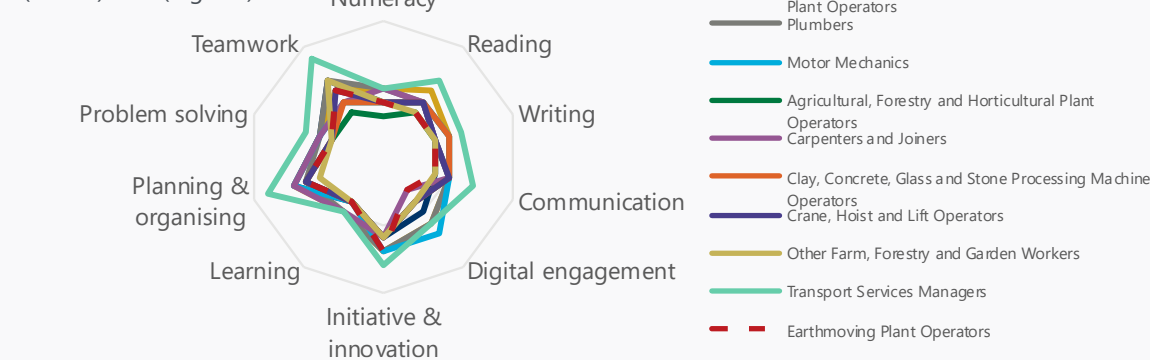 Numeracy
Reading
Writing
Communication
Digital engagement
Initiative &
innovation
Learning
Planning &
organising
Problem solving
Teamwork
Plant Operators
Plumbers
Motor Mechanics
Agricultural, Forestry and Horticultural Plant
Operators
Carpenters and Joiners
Clay, Concrete, Glass and Stone Processing Machine
Operators
Crane, Hoist and Lift Operators
Other Farm, Forestry and Garden Workers
Transport Services Managers
Earthmoving Plant Operators